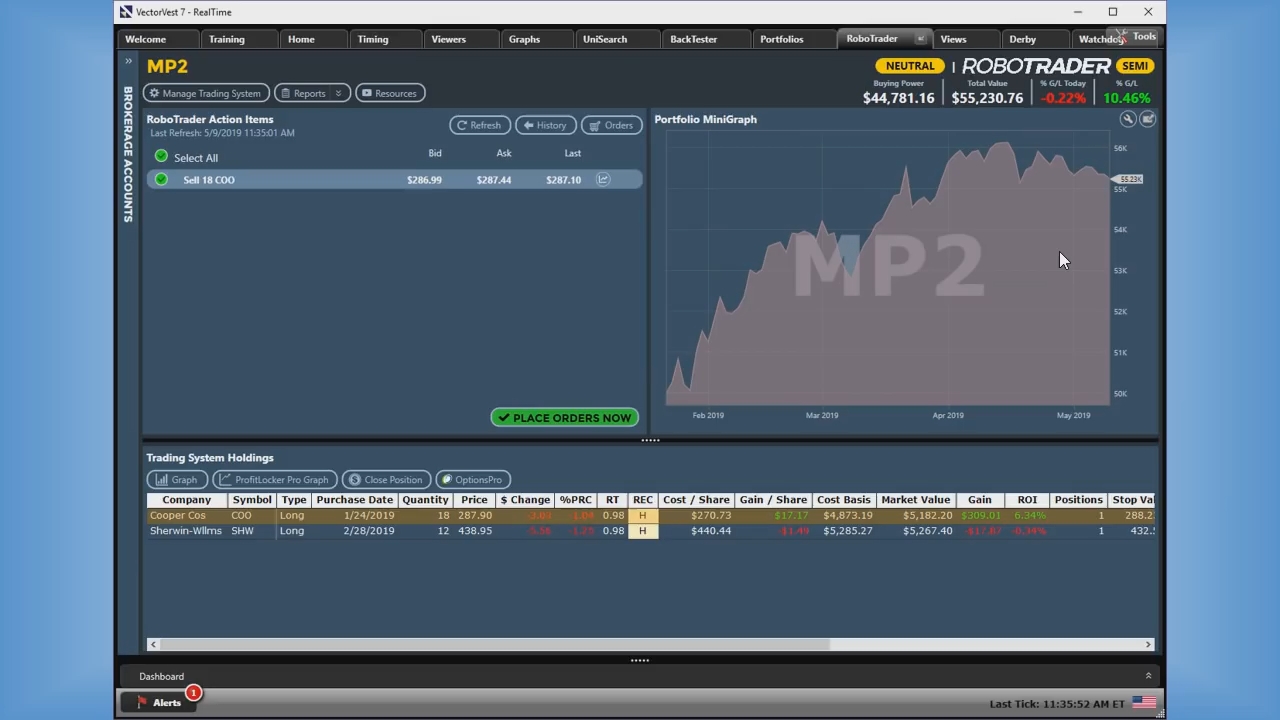 VectorVest 7 - RealTime
Welcome Training Home Timing Viewers Graphs UniSearch BackTester Portfolios RoboTrader Views Derby Watchdog Tools
MP2 NEUTRAL | ROBOTRADER SEMI
Manage Trading System Reports Resources
Buying Power Total Value % G/L Today % G/L
$44,781.16 $55,230.76 -0.22% 10.46%
BROKERAGE ACCOUNTS
RoboTrader Action Items
Last Refresh: 5/9/2019 11:35:01 AM
Refresh History Orders
Select All Bid Ask Last
Sell 18 COO $286.99 $287.44 $287.10
PLACE ORDERS NOW
Portfolio MiniGraph
56K
55.23K
55K
54K
MP2
53K
52K
51K
50K
Feb 2019 Mar 2019 Apr 2019 May 2019
Trading System Holdings
Graph ProfitLocker Pro Graph Close Position OptionsPro
Company Symbol Type Purchase Date Quantity Price $ Change %PRC RT REC Cost / Share Gain / Share Cost Basis Market Value Gain ROI Positions Stop Val
Cooper Cos COO Long 1/24/2019 18 287.90 0.98 H $270.73 $17.17 $4,873.19 $5,182.20 $309.01 6.34% 1 288.2
Sherwin-Wllms SHW Long 2/28/2019 12 438.95 0.98 H $440.44 -$1.49 $5,285.27 $5,267.40 -$17.87 -0.34% 1 432.5
Dashboard
Alerts 1
Last Tick: 11:35:52 AM ET